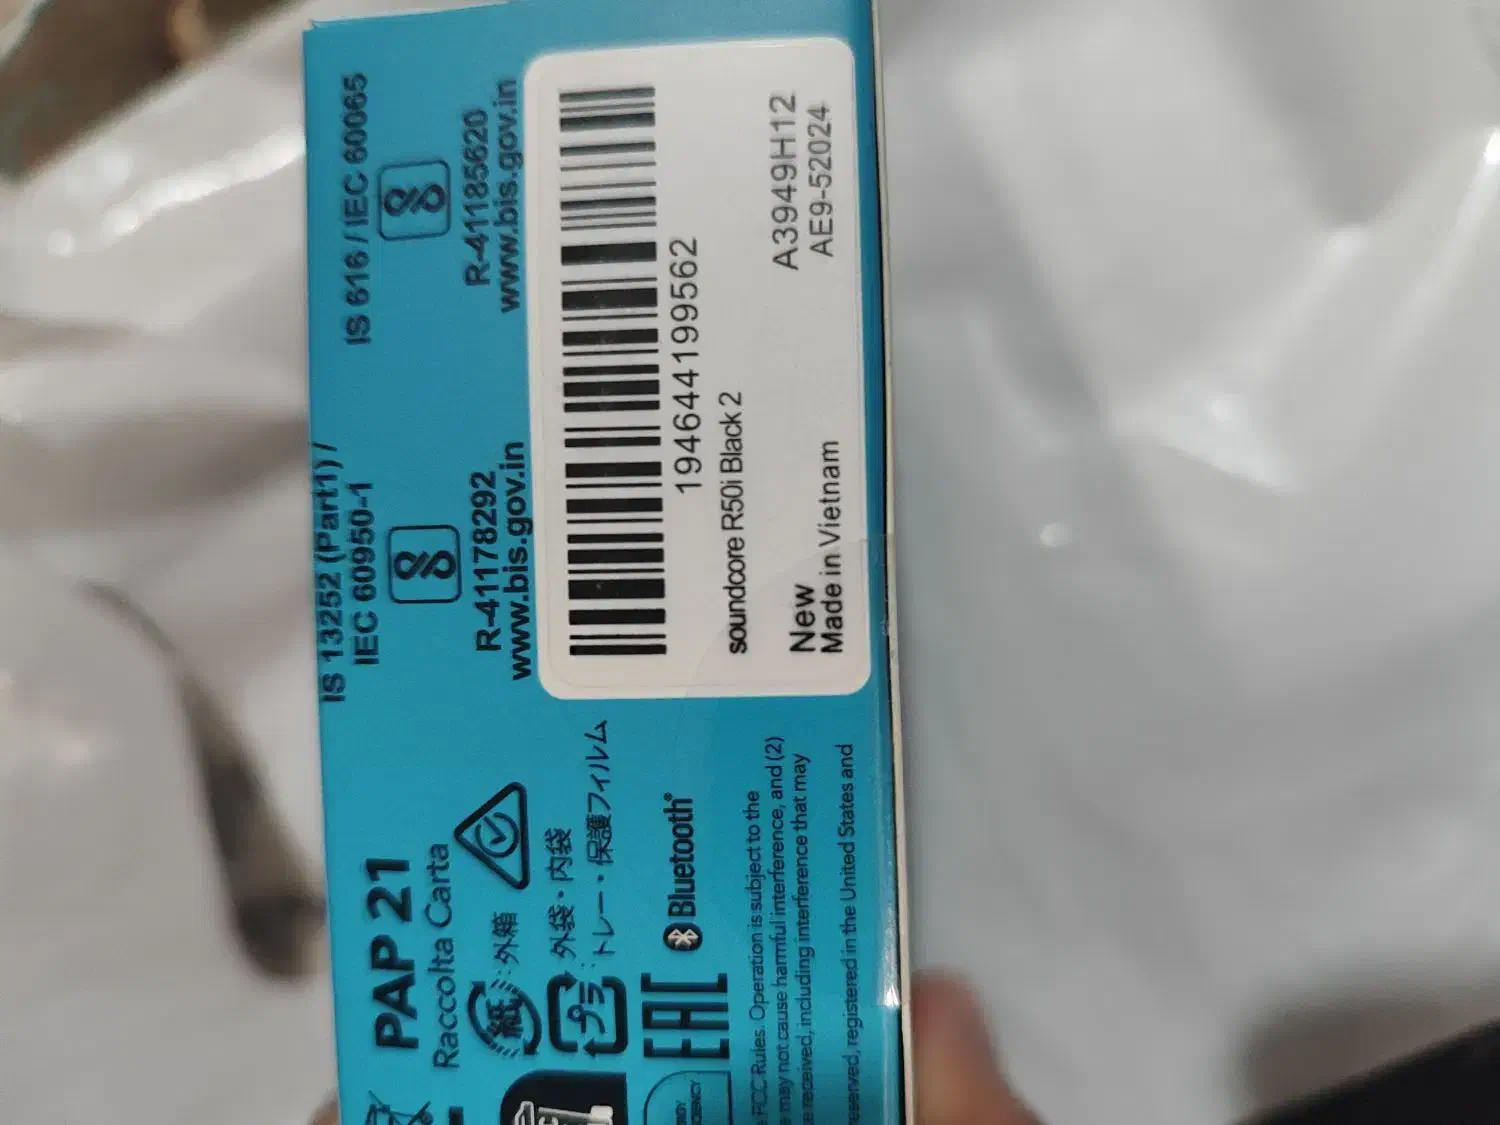 IS 13252 (Part1) /
IEC 60950-1
R-41178292
www.bis.gov.in
IS 616 / IEC 60065
R-41185620
www.bis.gov.in
194644199562
soundcore R50i Black 2
New
Made in Vietnam
A3949H12
AE9-52024
PAP 21
Raccolta Carta
紙 : 外箱
プラ : 外袋・内袋
トレー・保護フィルム
EAC
Bluetooth®
FCC Rules. Operation is subject to the
may not cause harmful interference, and (2)
received, including interference that may
registered in the United States and